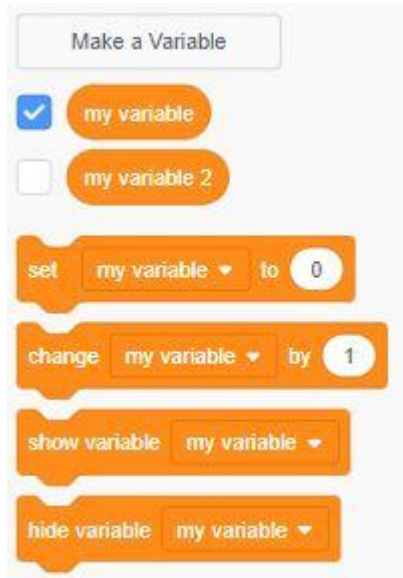 Make a Variable
my variable
my variable 2
set my variable to 0
change my variable by 1
show variable my variable
hide variable my variable